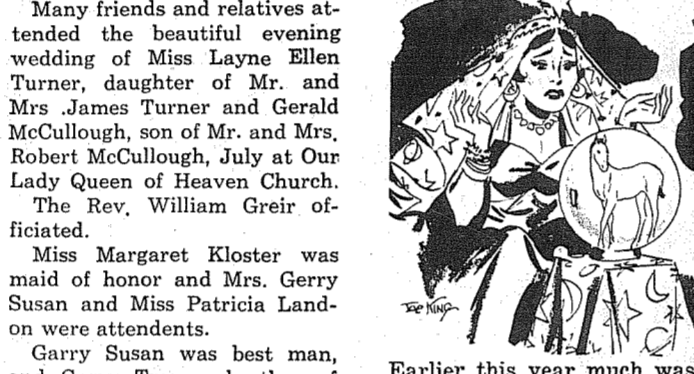 Many friends and relatives at-
tended the beautiful evening
wedding of Miss Layne Ellen
Turner, daughter of Mr. and
Mrs .James Turner and Gerald
McCullough, son of Mr. and Mrs.
Robert McCullough, July at Our
Lady Queen of Heaven Church.
The Rev. William Greir of-
ficiated.
Miss Margaret Kloster was
maid of honor and Mrs. Gerry
Susan and Miss Patricia Land-
on were attendents.
Garry Susan was best man,
Joe King
Earlier this year much was